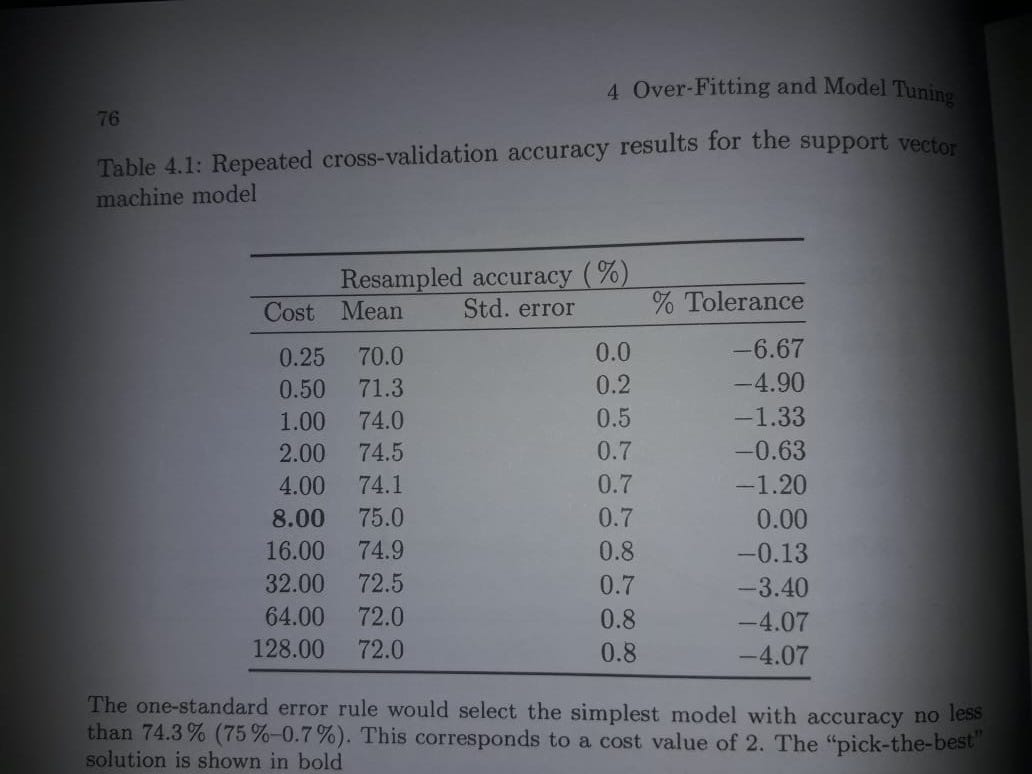 4 Over-Fitting and Model Tuning
76
Table 4.1: Repeated cross-validation accuracy results for the support vector
machine model
Resampled accuracy (%)
Cost Mean Std. error % Tolerance
0.25 70.0 0.0 −6.67
0.50 71.3 0.2 −4.90
1.00 74.0 0.5 −1.33
2.00 74.5 0.7 −0.63
4.00 74.1 0.7 −1.20
8.00 75.0 0.7 0.00
16.00 74.9 0.8 −0.13
32.00 72.5 0.7 −3.40
64.00 72.0 0.8 −4.07
128.00 72.0 0.8 −4.07
The one-standard error rule would select the simplest model with accuracy no less
than 74.3 % (75 %–0.7 %). This corresponds to a cost value of 2. The “pick-the-best”
solution is shown in bold